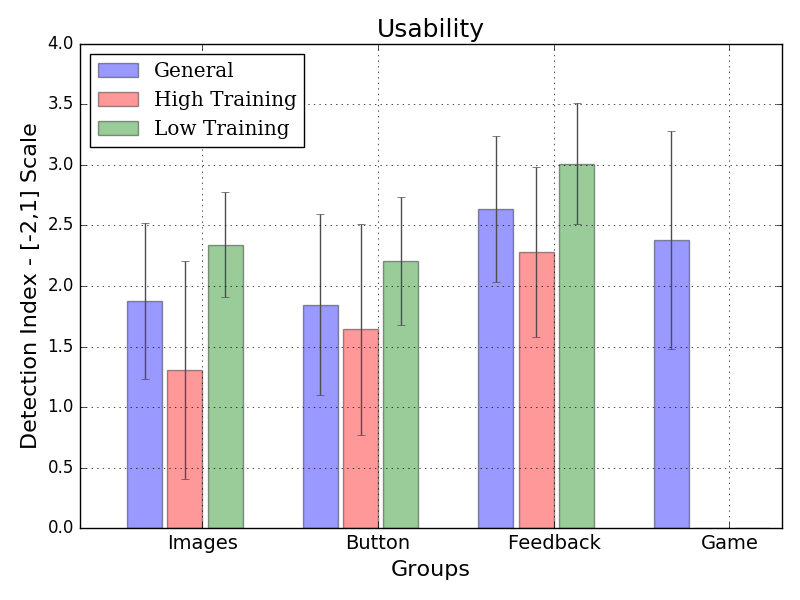 Usability
General
High Training
Low Training
Detection Index - [-2,1] Scale
4.0
3.5
3.0
2.5
2.0
1.5
1.0
0.5
0.0
Images Button Feedback Game
Groups